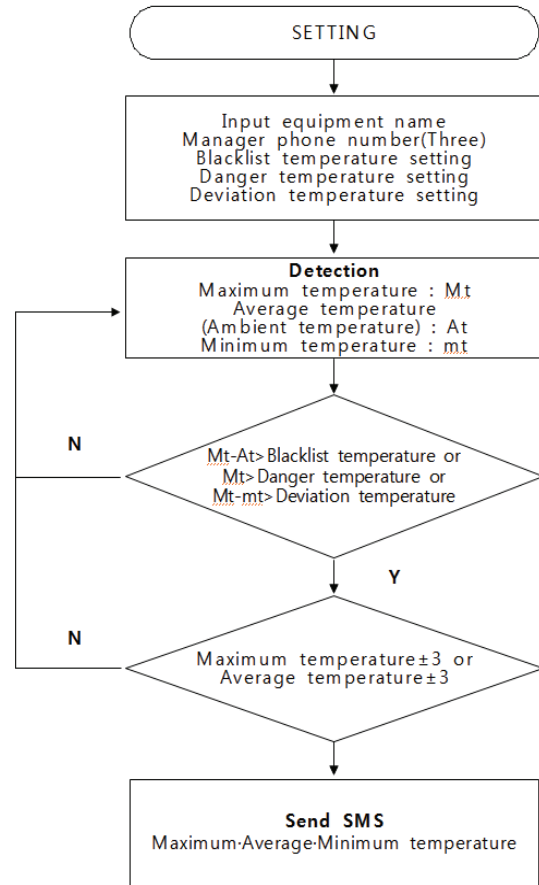 SETTING
Input equipment name
Manager phone number(Three)
Blacklist temperature setting
Danger temperature setting
Deviation temperature setting
Detection
Maximum temperature : Mt
Average temperature
(Ambient temperature) : At
Minimum temperature : mt
N
Mt-At>Blacklist temperature or
Mt>Danger temperature or
Mt-mt>Deviation temperature
Y
N
Maximum temperature±3 or
Average temperature±3
Send SMS
Maximum·Average·Minimum temperature